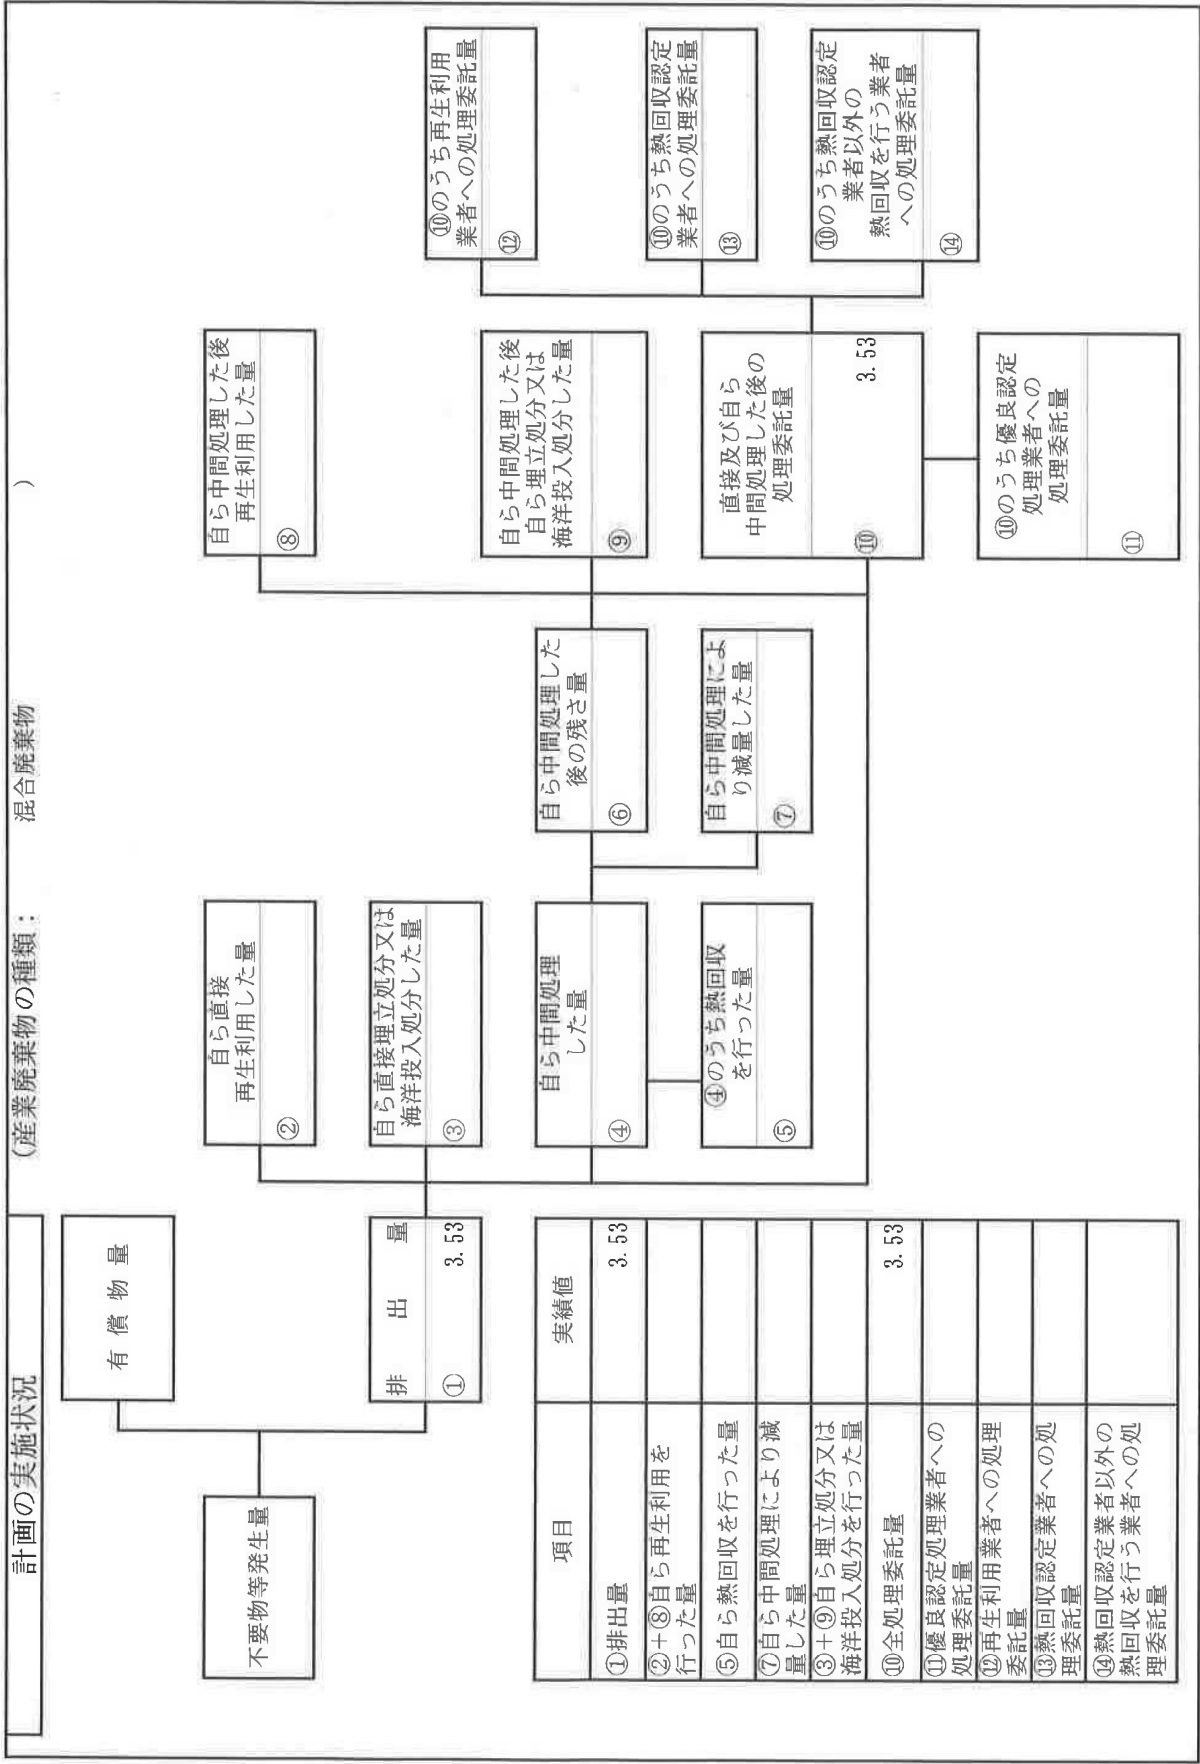 計画の実施状況
(産業廃棄物の種類： 混合廃棄物 )
有償物量
不要物等発生量
排出量
① 3.53
自ら直接
再生利用した量
②
自ら直接埋立処分又は
海洋投入処分した量
③
自ら中間処理
した量
④
④のうち熱回収
を行った量
⑤
自ら中間処理した
後の残さ量
⑥
自ら中間処理によ
り減量した量
⑦
自ら中間処理した後
再生利用した量
⑧
自ら中間処理した後
自ら埋立処分又は
海洋投入処分した量
⑨
直接及び自ら
中間処理した後の
処理委託量
⑩ 3.53
⑩のうち優良認定
処理業者への
処理委託量
⑪
⑩のうち再生利用
業者への処理委託量
⑫
⑩のうち熱回収認定
業者への処理委託量
⑬
⑩のうち熱回収認定
業者以外の
熱回収を行う業者
への処理委託量
⑭
項目 実績値
①排出量 3.53
②+⑧自ら再生利用を
行った量
⑤自ら熱回収を行った量
⑦自ら中間処理により減
量した量
③+⑨自ら埋立処分又は
海洋投入処分を行った量
⑩全処理委託量 3.53
⑪優良認定処理業者への
処理委託量
⑫再生利用業者への処理
委託量
⑬熱回収認定業者への処
理委託量
⑭熱回収認定業者以外の
熱回収を行う業者への処
理委託量